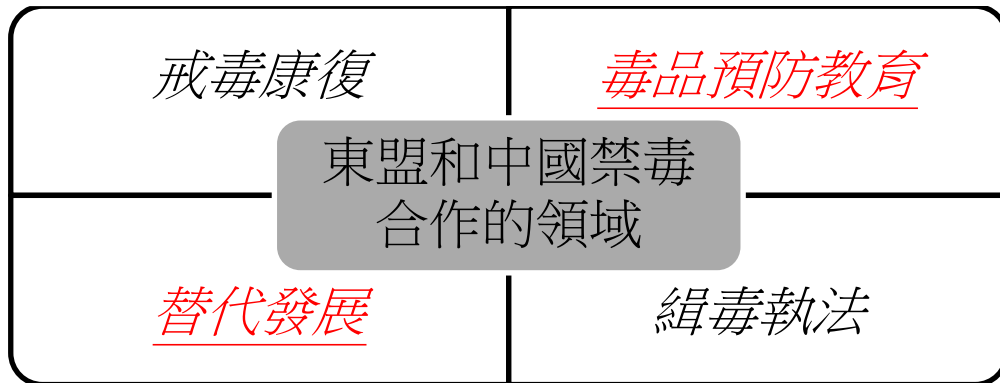 戒毒康復
毒品預防教育
東盟和中國禁毒
合作的領域
替代發展
緝毒執法